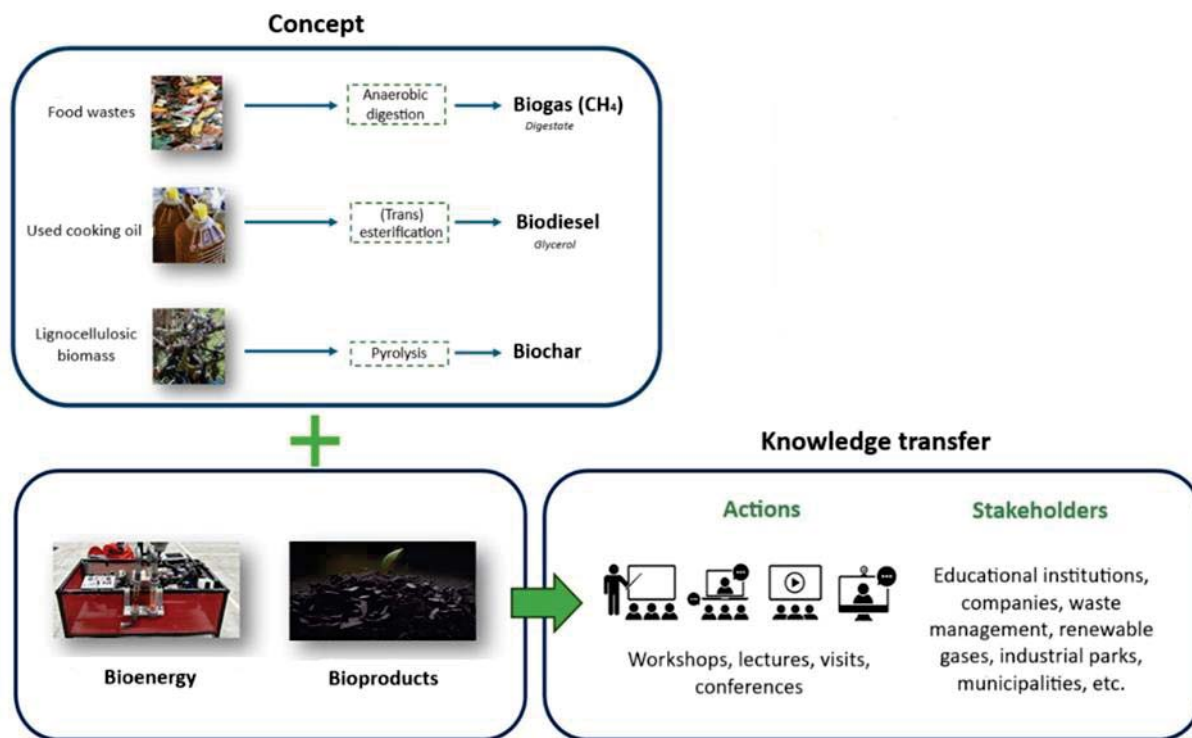 Concept
Food wastes
Anaerobic
digestion
Biogas (CH₄)
Digestate
Used cooking oil
(Trans)
esterification
Biodiesel
Glycerol
Lignocellulosic
biomass
Pyrolysis
Biochar
Knowledge transfer
Bioenergy
Bioproducts
Actions
Workshops, lectures, visits,
conferences
Stakeholders
Educational institutions,
companies, waste
management, renewable
gases, industrial parks,
municipalities, etc.